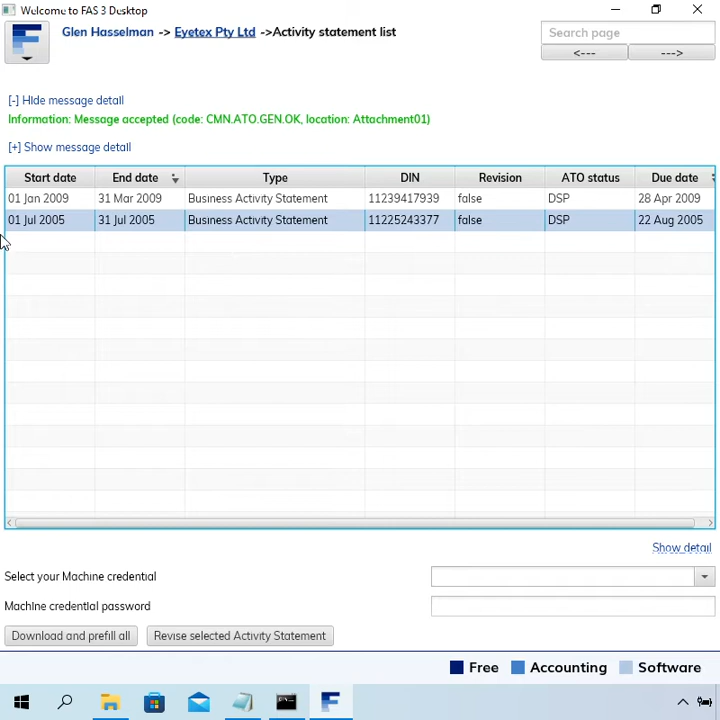 Welcome to FAS 3 Desktop
Glen Hasselman -> Eyetex Pty Ltd ->Activity statement list
Search page
<--- --->
[-] HIde message detail
Information: Message accepted (code: CMN.ATO.GEN.OK, location: Attachment01)
[+] Show message detail
Start date End date Type DIN Revision ATO status Due date
01 Jan 2009 31 Mar 2009 Business Activity Statement 11239417939 false DSP 28 Apr 2009
01 Jul 2005 31 Jul 2005 Business Activity Statement 11225243377 false DSP 22 Aug 2005
Show detail
Select your Machine credential
Machine credential password
Download and prefill all Revise selected Activity Statement
Free Accounting Software